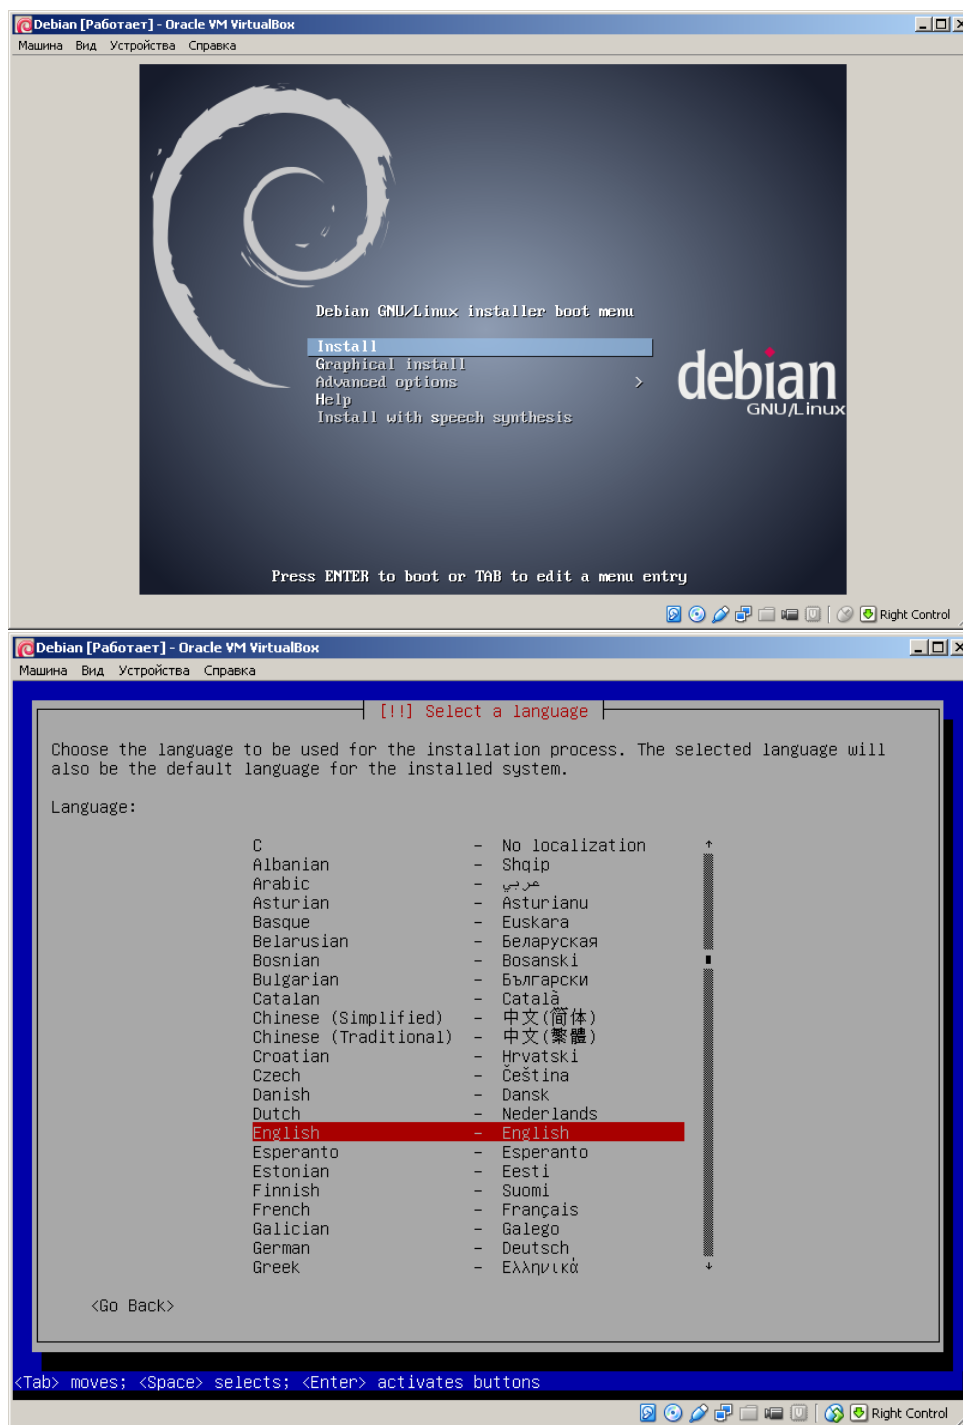 Debian [Работает] - Oracle VM VirtualBox
Машина Вид Устройства Справка
Debian GNU/Linux installer boot menu
Install
Graphical install
Advanced options >
Help
Install with speech synthesis
debian
GNU/Linux
Press ENTER to boot or TAB to edit a menu entry
Right Control
Debian [Работает] - Oracle VM VirtualBox
Машина Вид Устройства Справка
[!!] Select a language
Choose the language to be used for the installation process. The selected language will
also be the default language for the installed system.
Language:
C - No localization
Albanian - Shqip
Arabic - عربي
Asturian - Asturianu
Basque - Euskara
Belarusian - Беларуская
Bosnian - Bosanski
Bulgarian - Български
Catalan - Català
Chinese (Simplified) - 中文(简体)
Chinese (Traditional) - 中文(繁體)
Croatian - Hrvatski
Czech - Čeština
Danish - Dansk
Dutch - Nederlands
English - English
Esperanto - Esperanto
Estonian - Eesti
Finnish - Suomi
French - Français
Galician - Galego
German - Deutsch
Greek - Ελληνικά
<Go Back>
<Tab> moves; <Space> selects; <Enter> activates buttons
Right Control